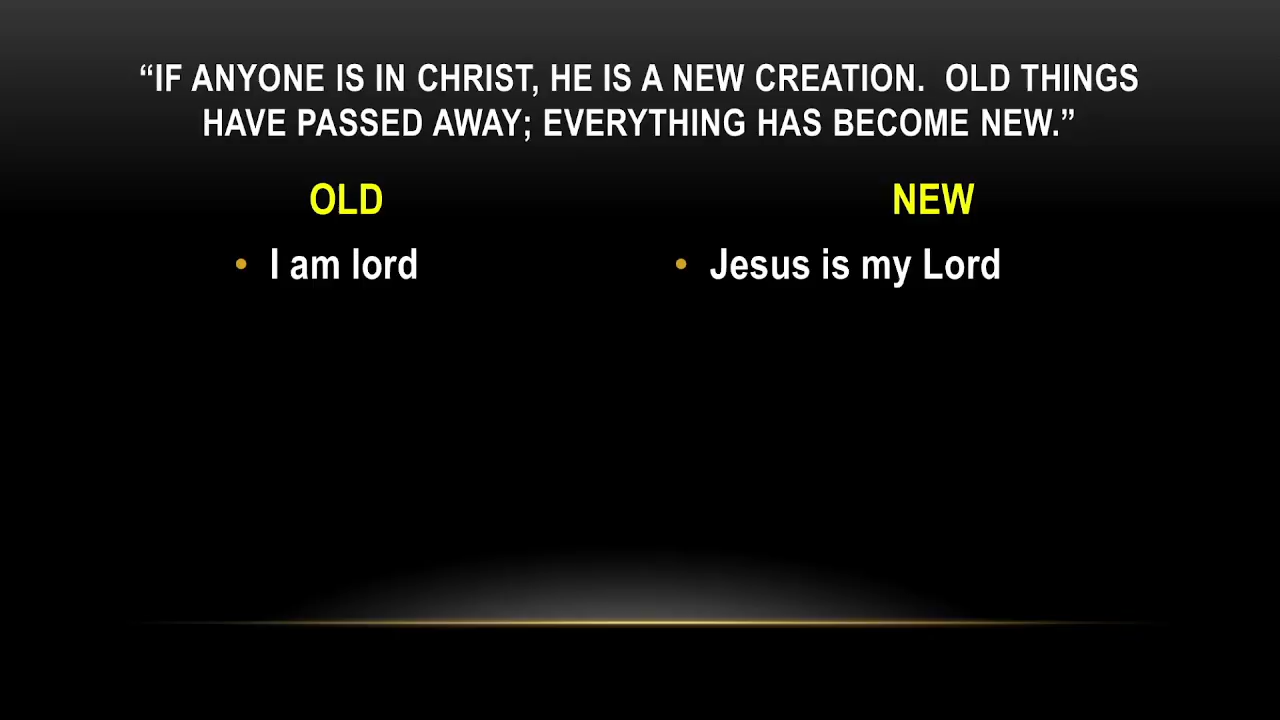 “IF ANYONE IS IN CHRIST, HE IS A NEW CREATION.  OLD THINGS
HAVE PASSED AWAY; EVERYTHING HAS BECOME NEW.”
OLD
• I am lord
NEW
• Jesus is my Lord